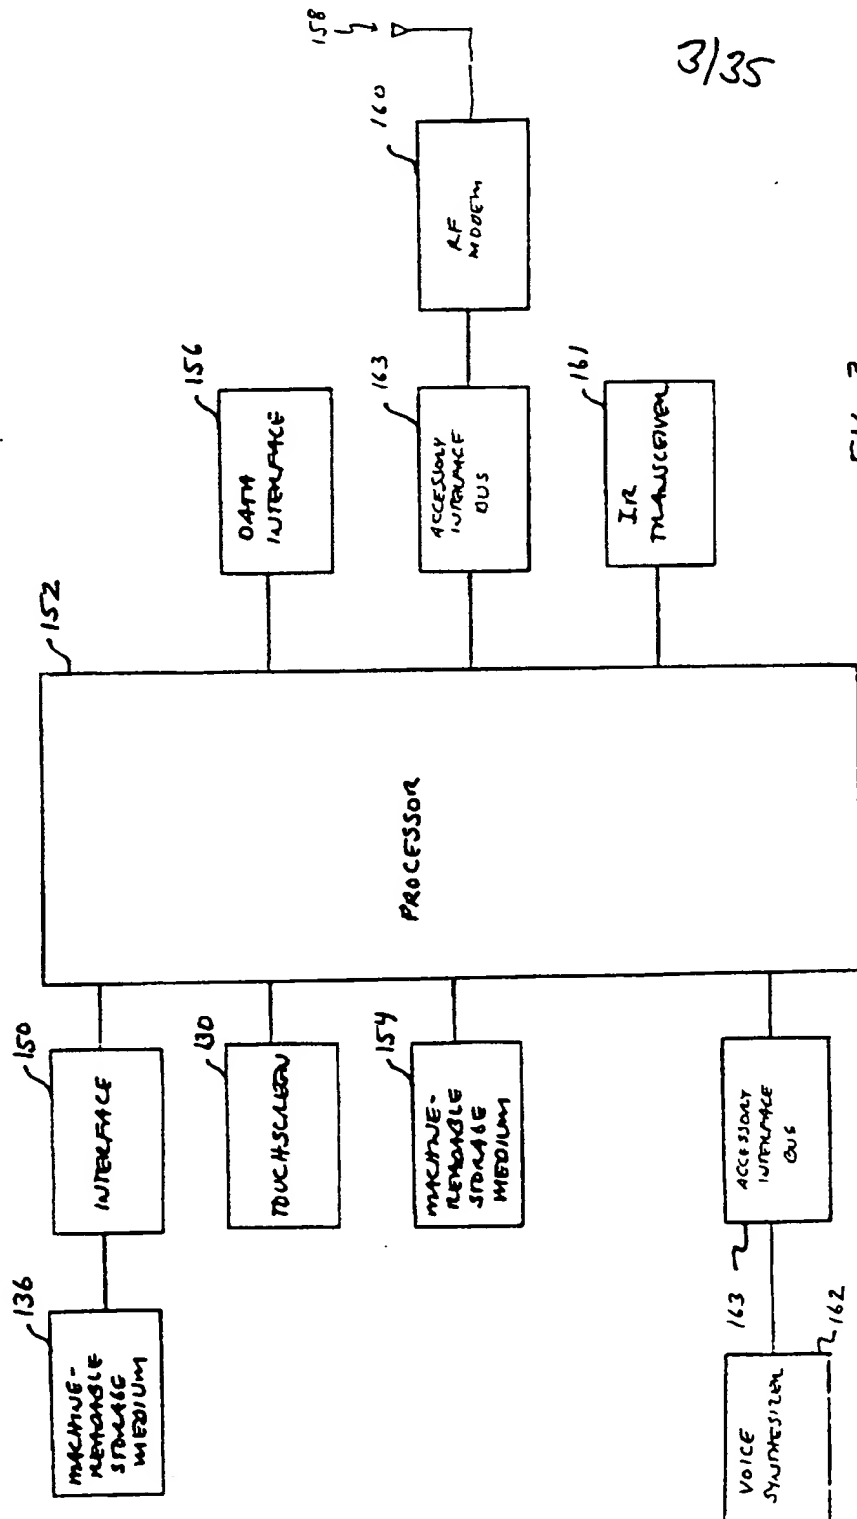 3/35
158
160
RF
MODEM
156
DATA
INTERFACE
163
ACCESSORY
INTERFACE
BUS
161
IR
TRANSCEIVER
152
PROCESSOR
150
INTERFACE
130
TOUCHSCREEN
154
MACHINE-
READABLE
STORAGE
MEDIUM
ACCESSORY
INTERFACE
BUS
163
136
MACHINE-
READABLE
STORAGE
MEDIUM
162
VOICE
SYNTHESIZER